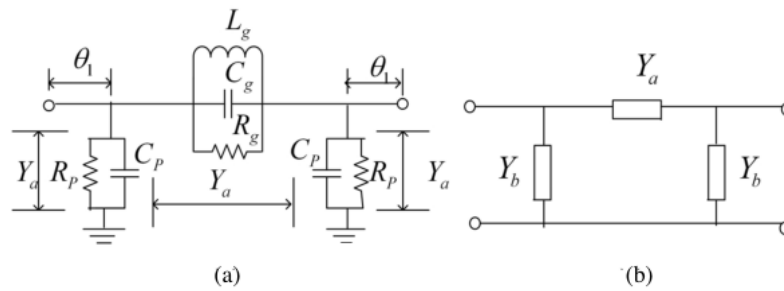 L_g
θ_1
C_g
θ_1
R_g
Y_a
R_P
C_P
Y_a
C_P
R_P
Y_a
(a)
Y_a
Y_b
Y_b
(b)